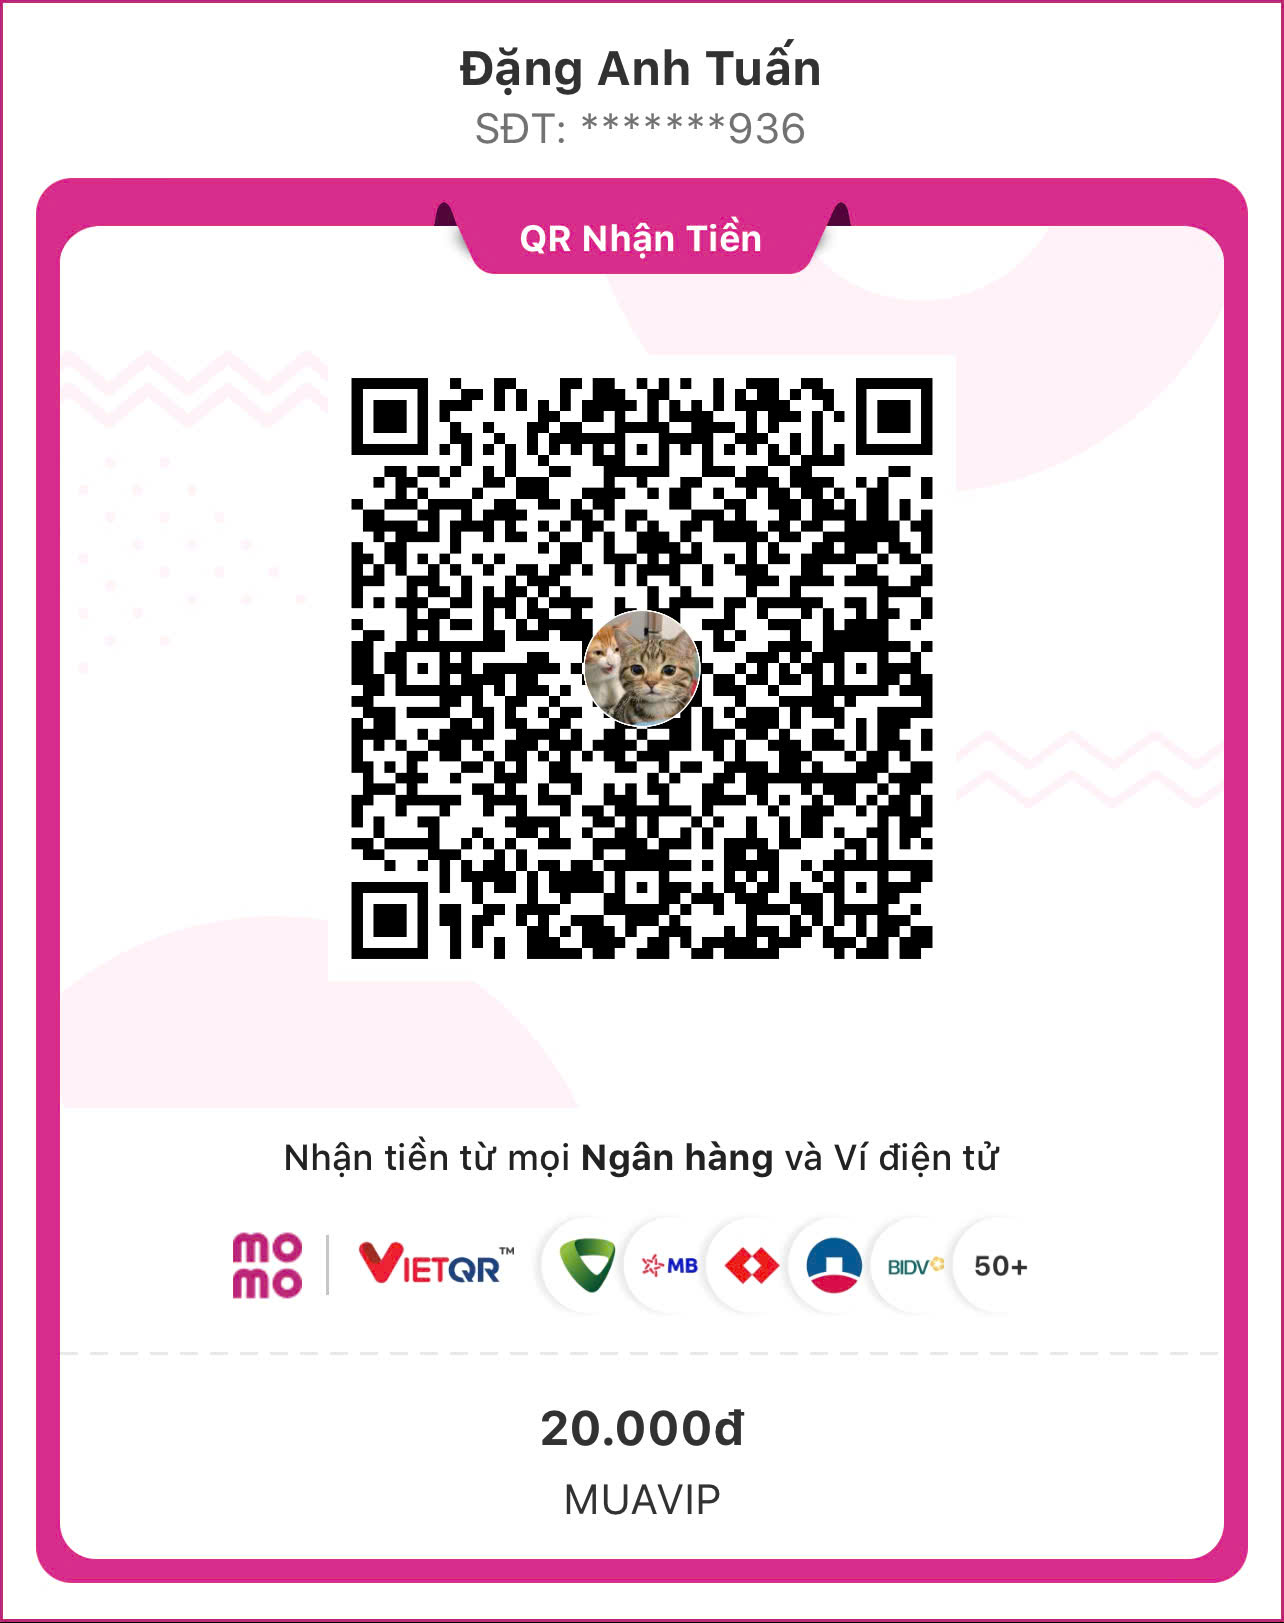 Đặng Anh Tuấn
SĐT: *******936
QR Nhận Tiền
Nhận tiền từ mọi Ngân hàng và Ví điện tử
mo
mo
VIETQR™ MB BIDV 50+
20.000đ
MUAVIP